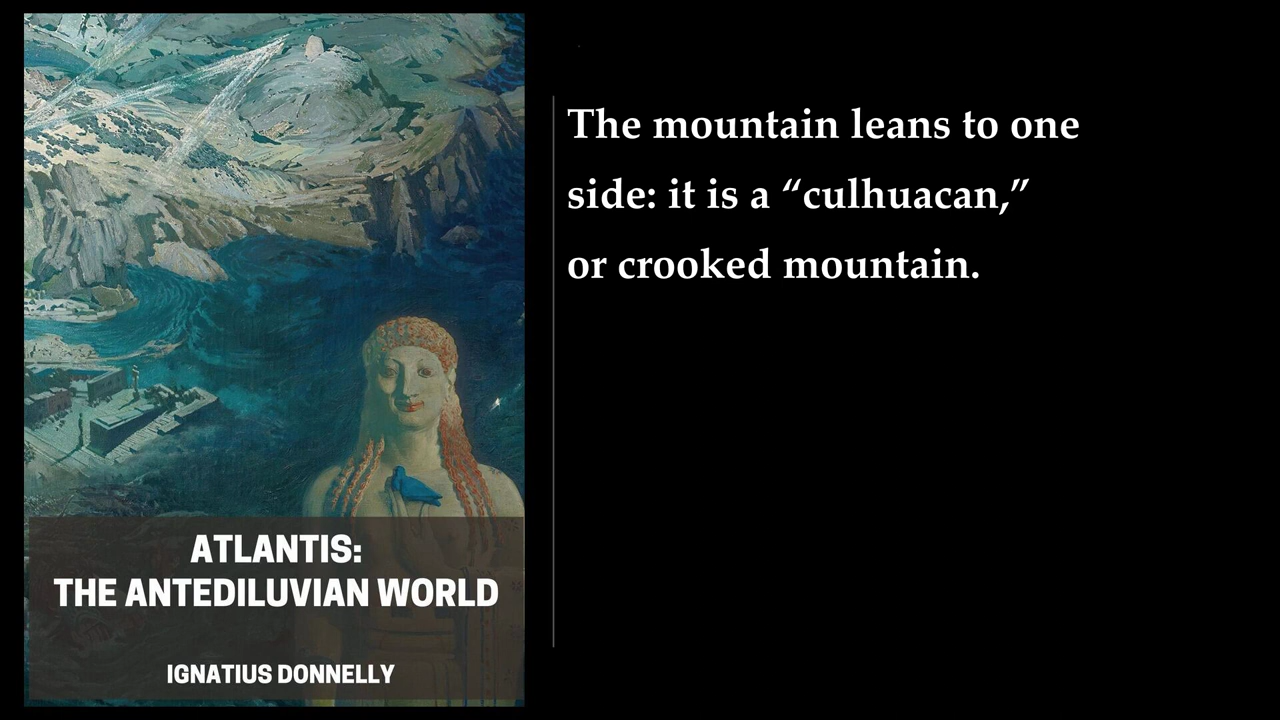 The mountain leans to one
side: it is a “culhuacan,”
or crooked mountain.
ATLANTIS:
THE ANTEDILUVIAN WORLD
IGNATIUS DONNELLY